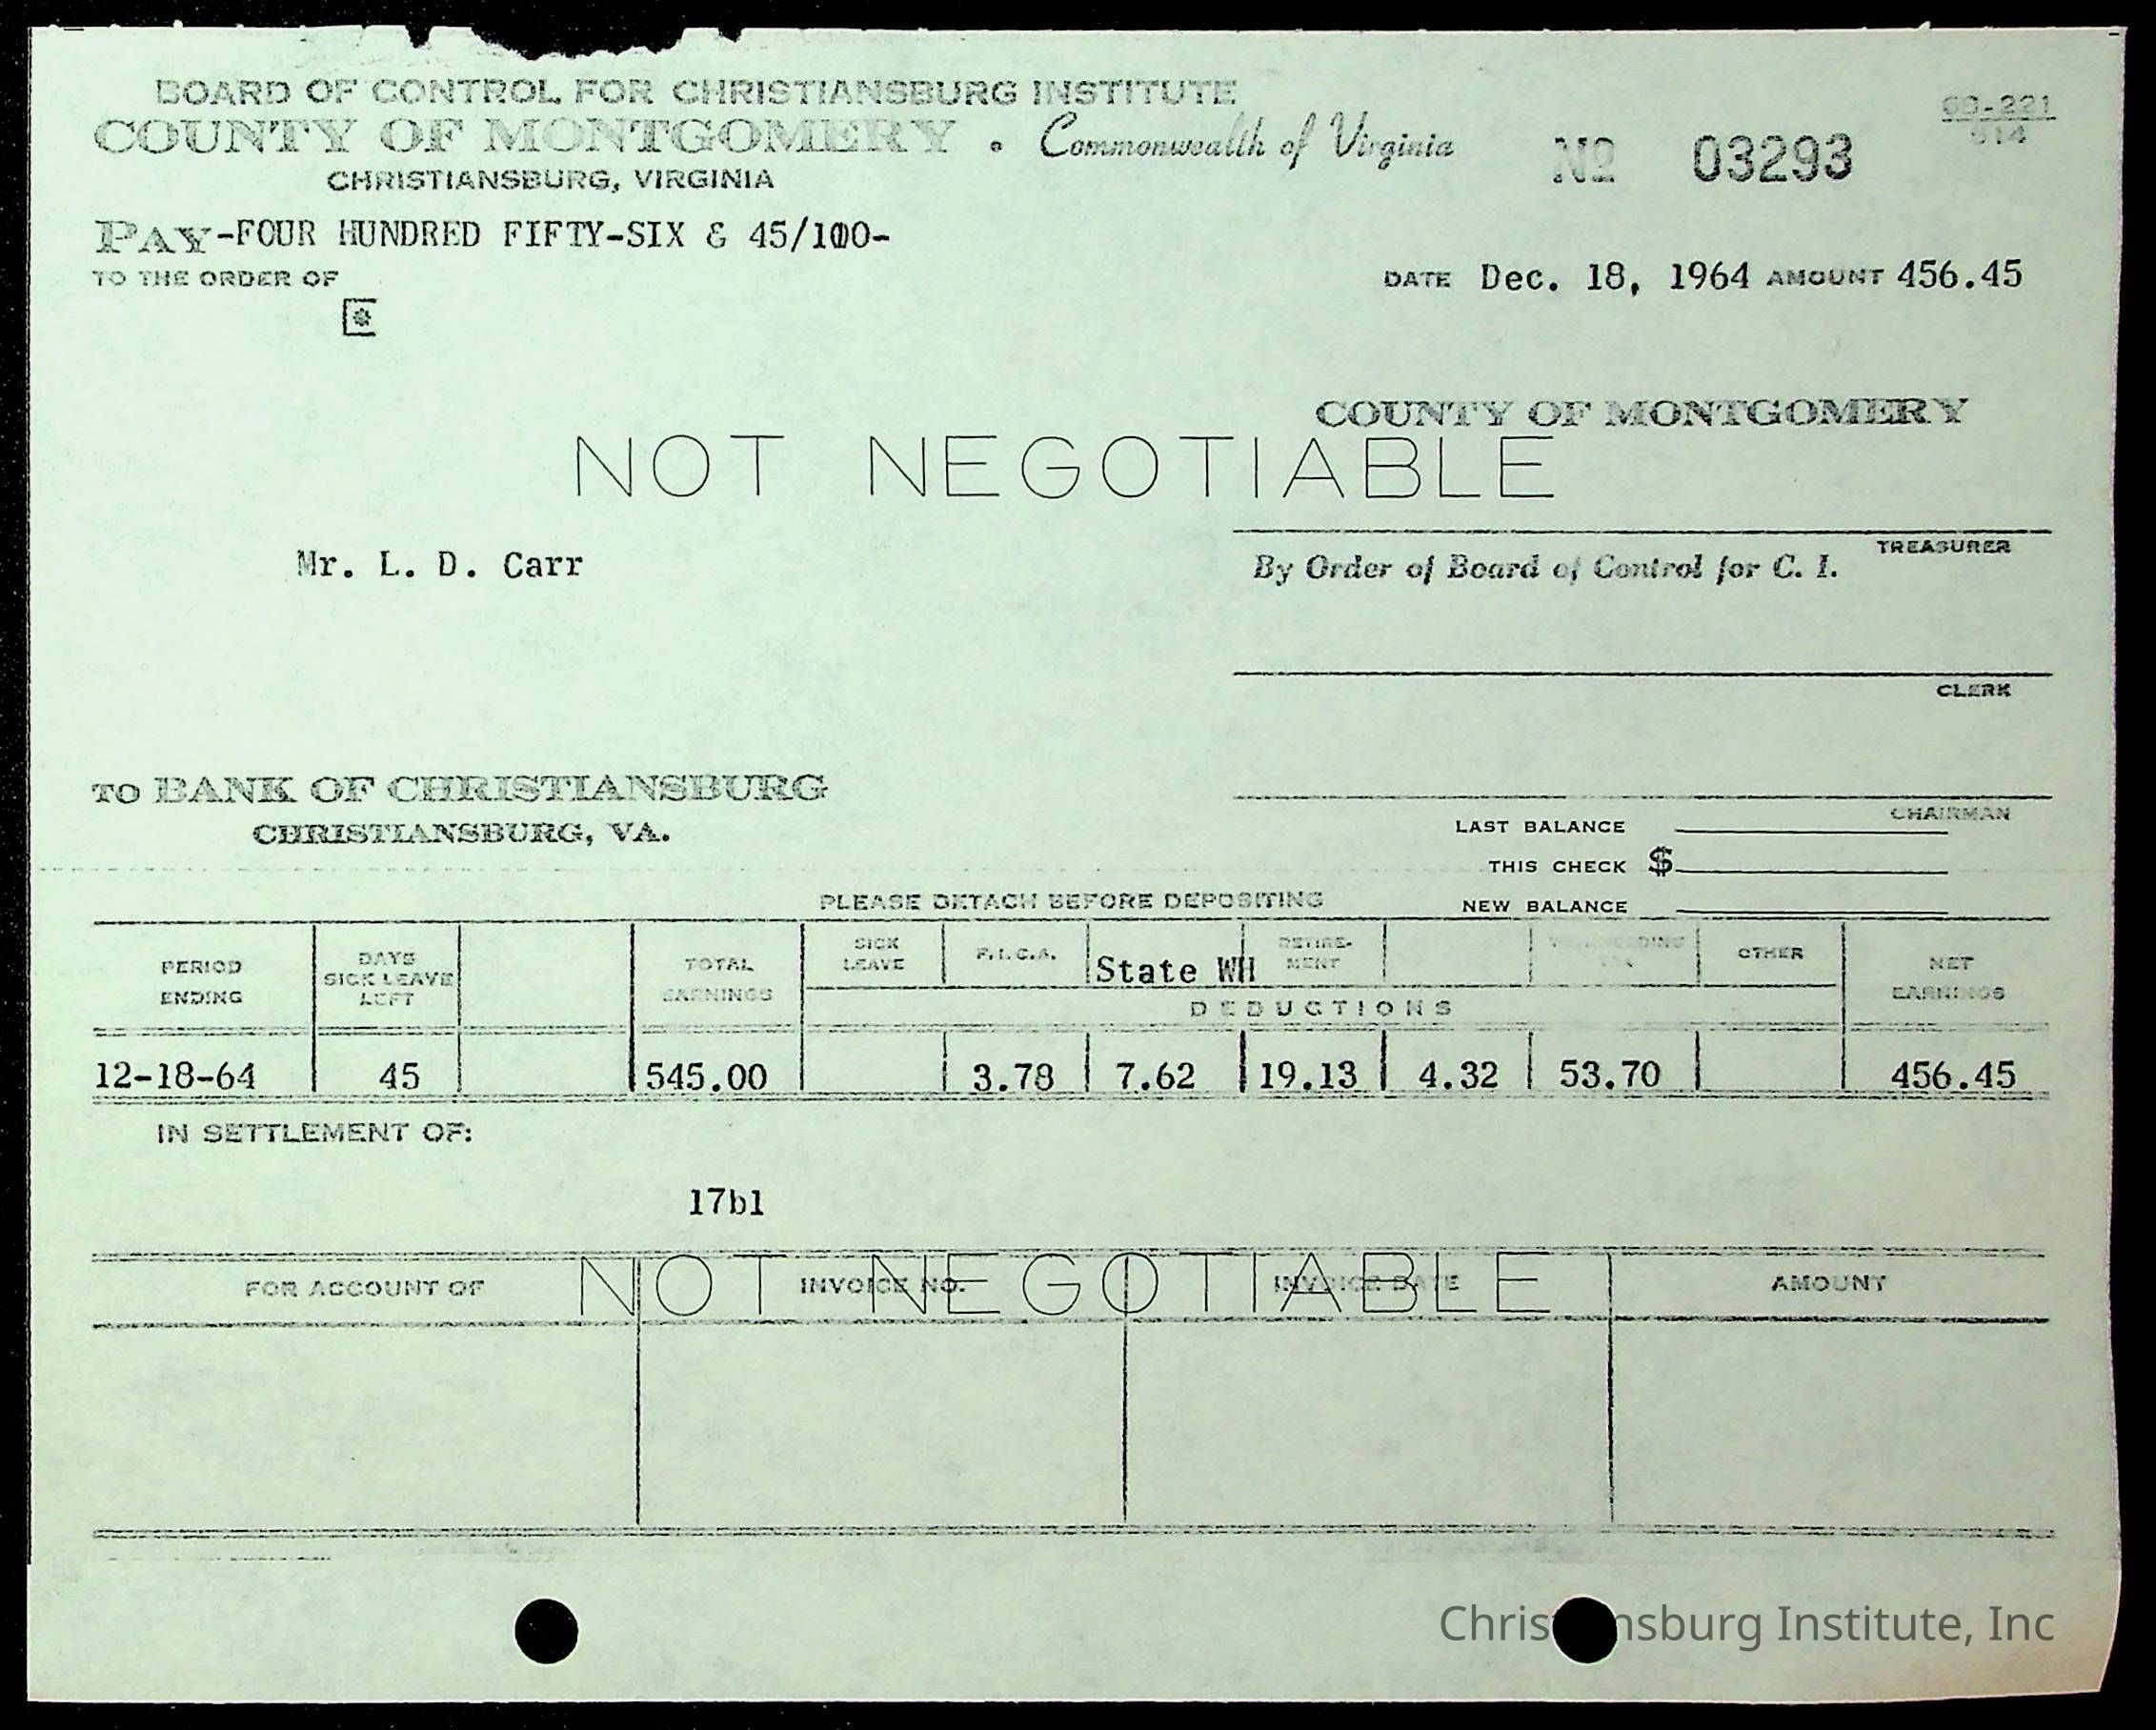 BOARD OF CONTROL FOR CHRISTIANSBURG INSTITUTE
COUNTY OF MONTGOMERY • Commonwealth of Virginia
CHRISTIANSBURG, VIRGINIA
No 03293
514
PAY -FOUR HUNDRED FIFTY-SIX & 45/100-
TO THE ORDER OF
DATE Dec. 18, 1964 AMOUNT 456.45
COUNTY OF MONTGOMERY
NOT NEGOTIABLE
TREASURER
Mr. L. D. Carr
By Order of Board of Control for C. I.
CLERK
TO BANK OF CHRISTIANSBURG
CHRISTIANSBURG, VA.
CHAIRMAN
LAST BALANCE
THIS CHECK $
NEW BALANCE
PLEASE DETACH BEFORE DEPOSITING
PERIOD ENDING DAYS SICK LEAVE LEFT TOTAL EARNINGS SICK LEAVE F.I.C.A. State WH RETIRE-MENT OTHER NET EARNINGS
DEDUCTIONS
12-18-64 45 545.00 3.78 7.62 19.13 4.32 53.70 456.45
IN SETTLEMENT OF:
17b1
NOT NEGOTIABLE
FOR ACCOUNT OF INVOICE NO. INVOICE DATE AMOUNT
Christiansburg Institute, Inc